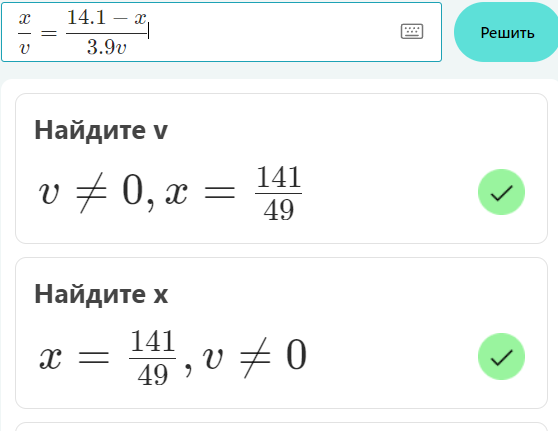 x/v = (14.1 − x)/(3.9v)
Решить
Найдите v
v ≠ 0, x = 141/49
Найдите x
x = 141/49, v ≠ 0